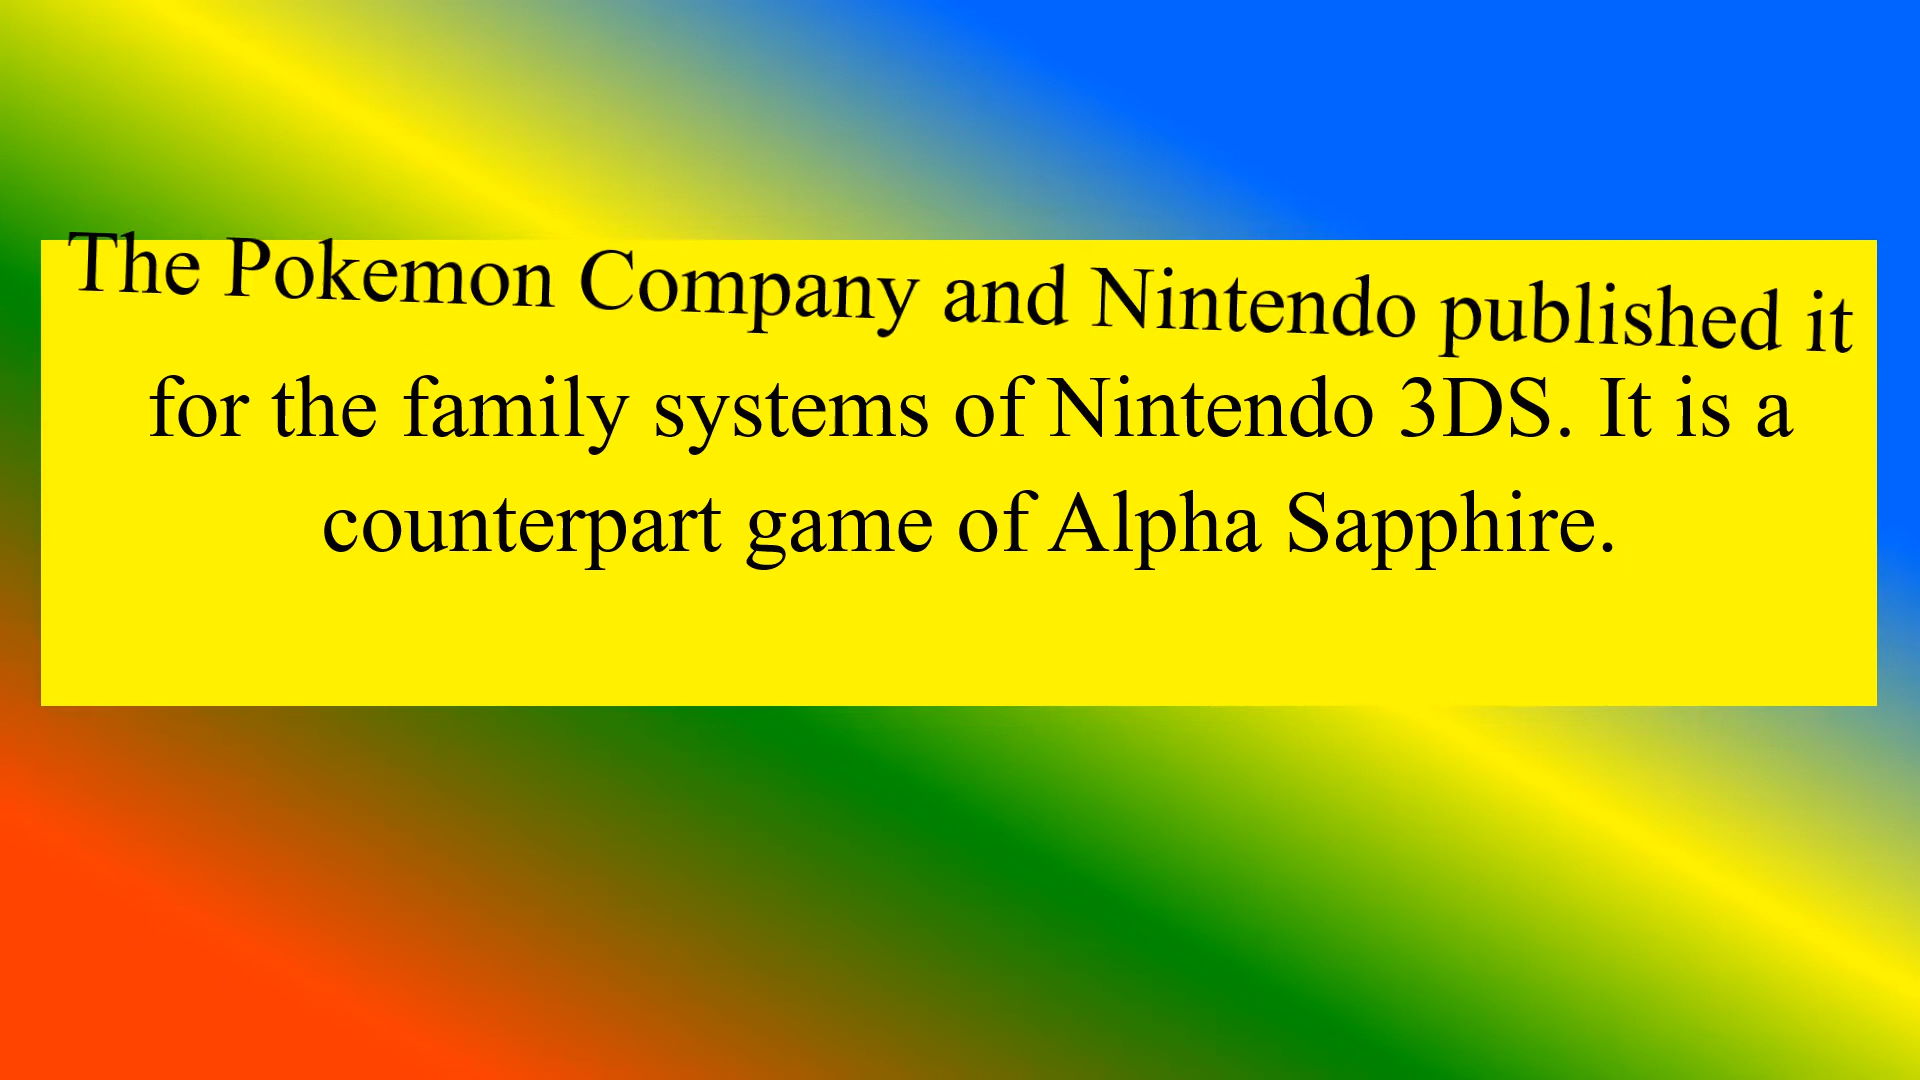 The Pokemon Company and Nintendo published it
for the family systems of Nintendo 3DS. It is a
counterpart game of Alpha Sapphire.